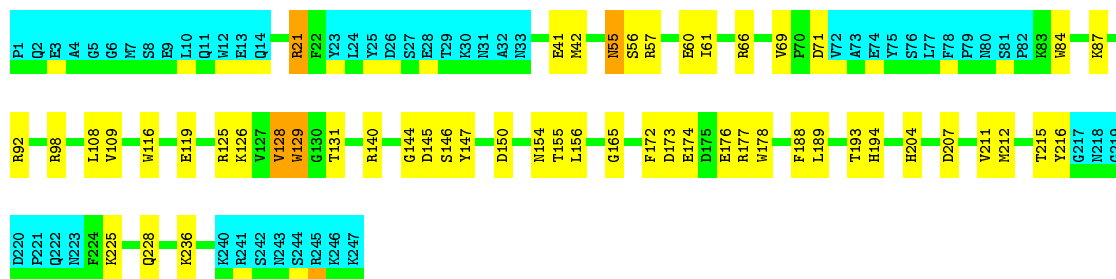 P1 Q2 E3 A4 G5 G6 M7 S8 E9 L10 Q11 W12 E13 Q14 R21 F22 Y23 L24 Y25 D26 S27 E28 T29 K30 N31 A32 N33 E41 M42 N55 S56 R57 E60 I61 R66 V69 P70 D71 V72 A73 E74 Y75 S76 L77 F78 P79 N80 S81 P82 K83 W84 K87
R92 R98 L108 V109 W116 E119 R125 K126 V127 V128 W129 G130 T131 R140 G144 D145 S146 Y147 D150 N154 T155 L156 G165 F172 D173 E174 D175 E176 R177 W178 F188 L189 T193 H194 H204 D207 V211 M212 T215 Y216 G217 N218
D220 P221 Q222 N223 F224 K225 Q228 K236 K240 R241 S242 N243 S244 R245 K246 K247